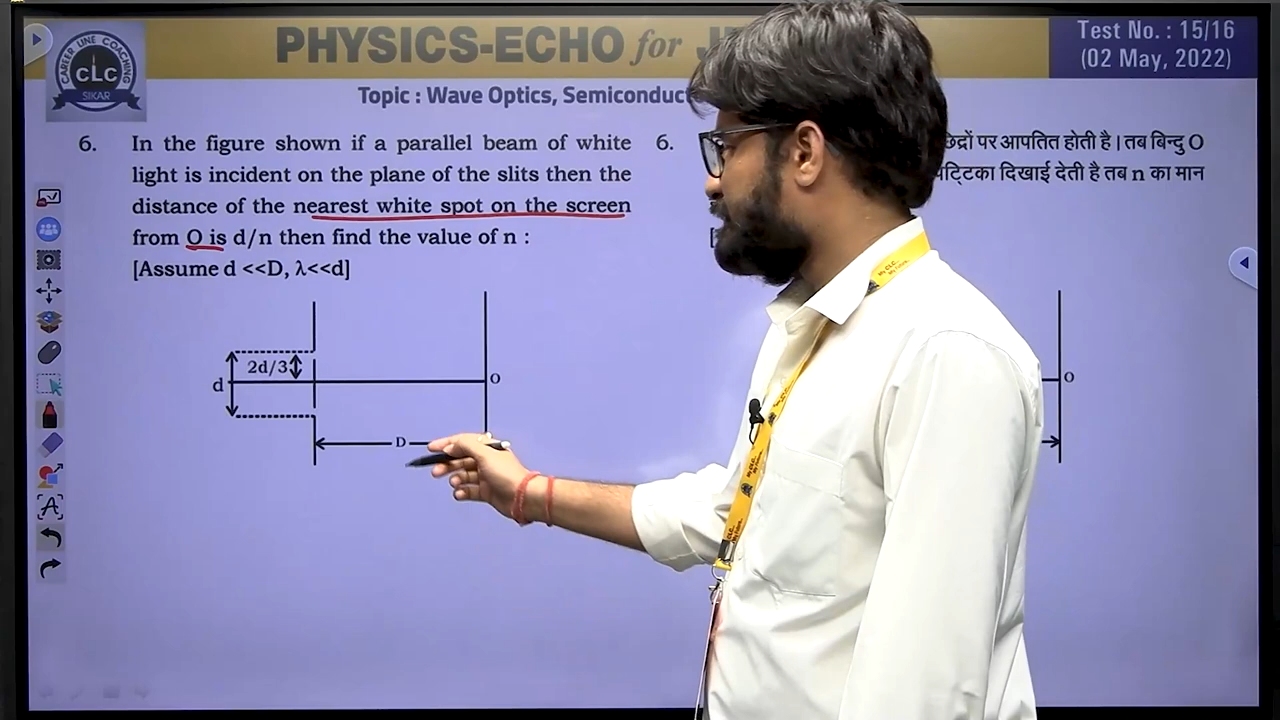 CAREER LINE COACHING
CLC
SIKAR
PHYSICS-ECHO for J
Test No. : 15/16
(02 May, 2022)
Topic : Wave Optics, Semiconduct
6. In the figure shown if a parallel beam of white
light is incident on the plane of the slits then the
distance of the nearest white spot on the screen
from O is d/n then find the value of n :
[Assume d <<D, λ<<d]
2d/3
d
O
D
6.
पर आपतित होती है। तब बिन्दु O
दिखाई देती है तब n का मान
[
O